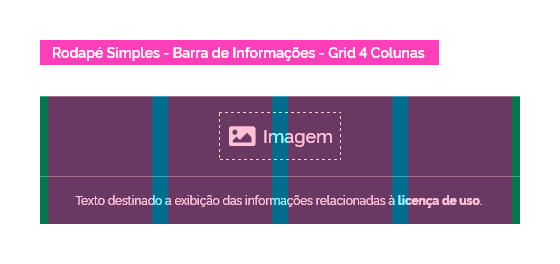 Rodapé Simples - Barra de Informações - Grid 4 Colunas
Imagem
Texto destinado a exibição das informações relacionadas à licença de uso.